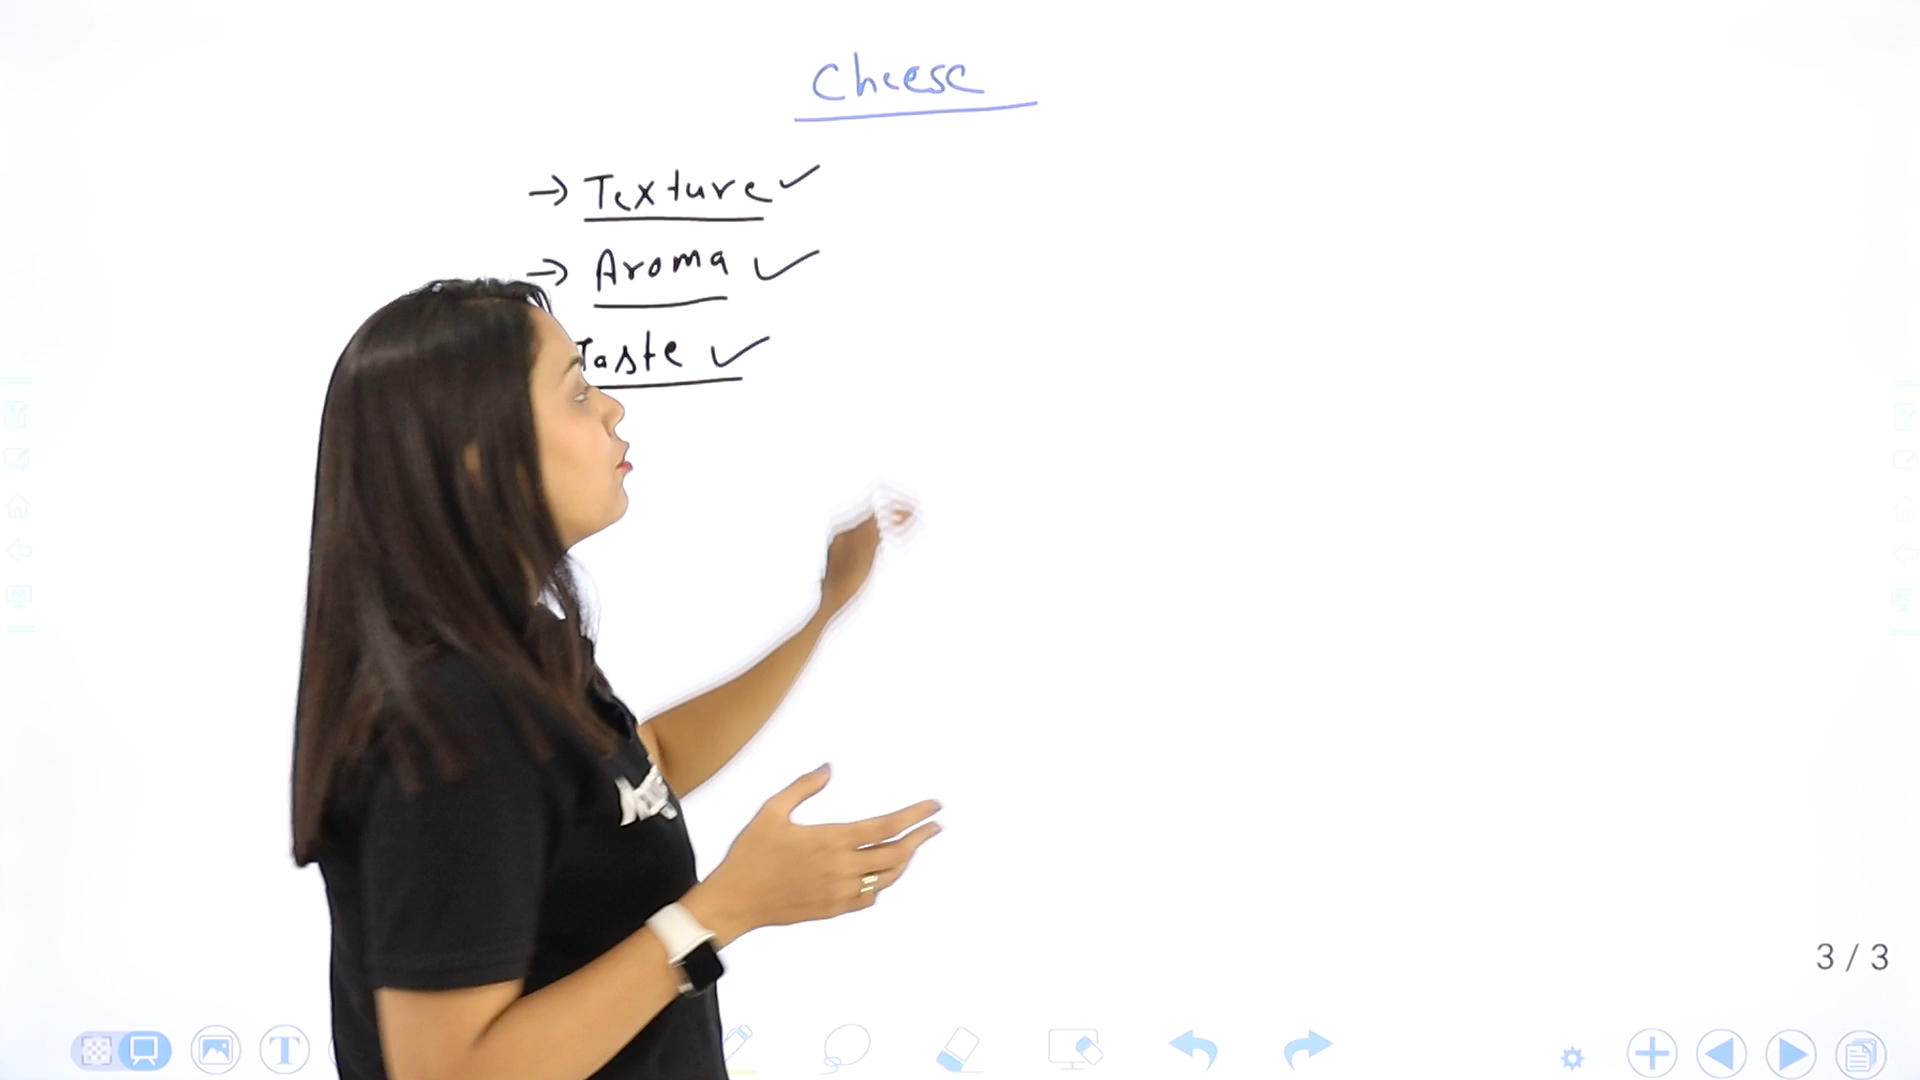 Cheese
→ Texture ✓
→ Aroma ✓
Taste ✓
3 / 3
T